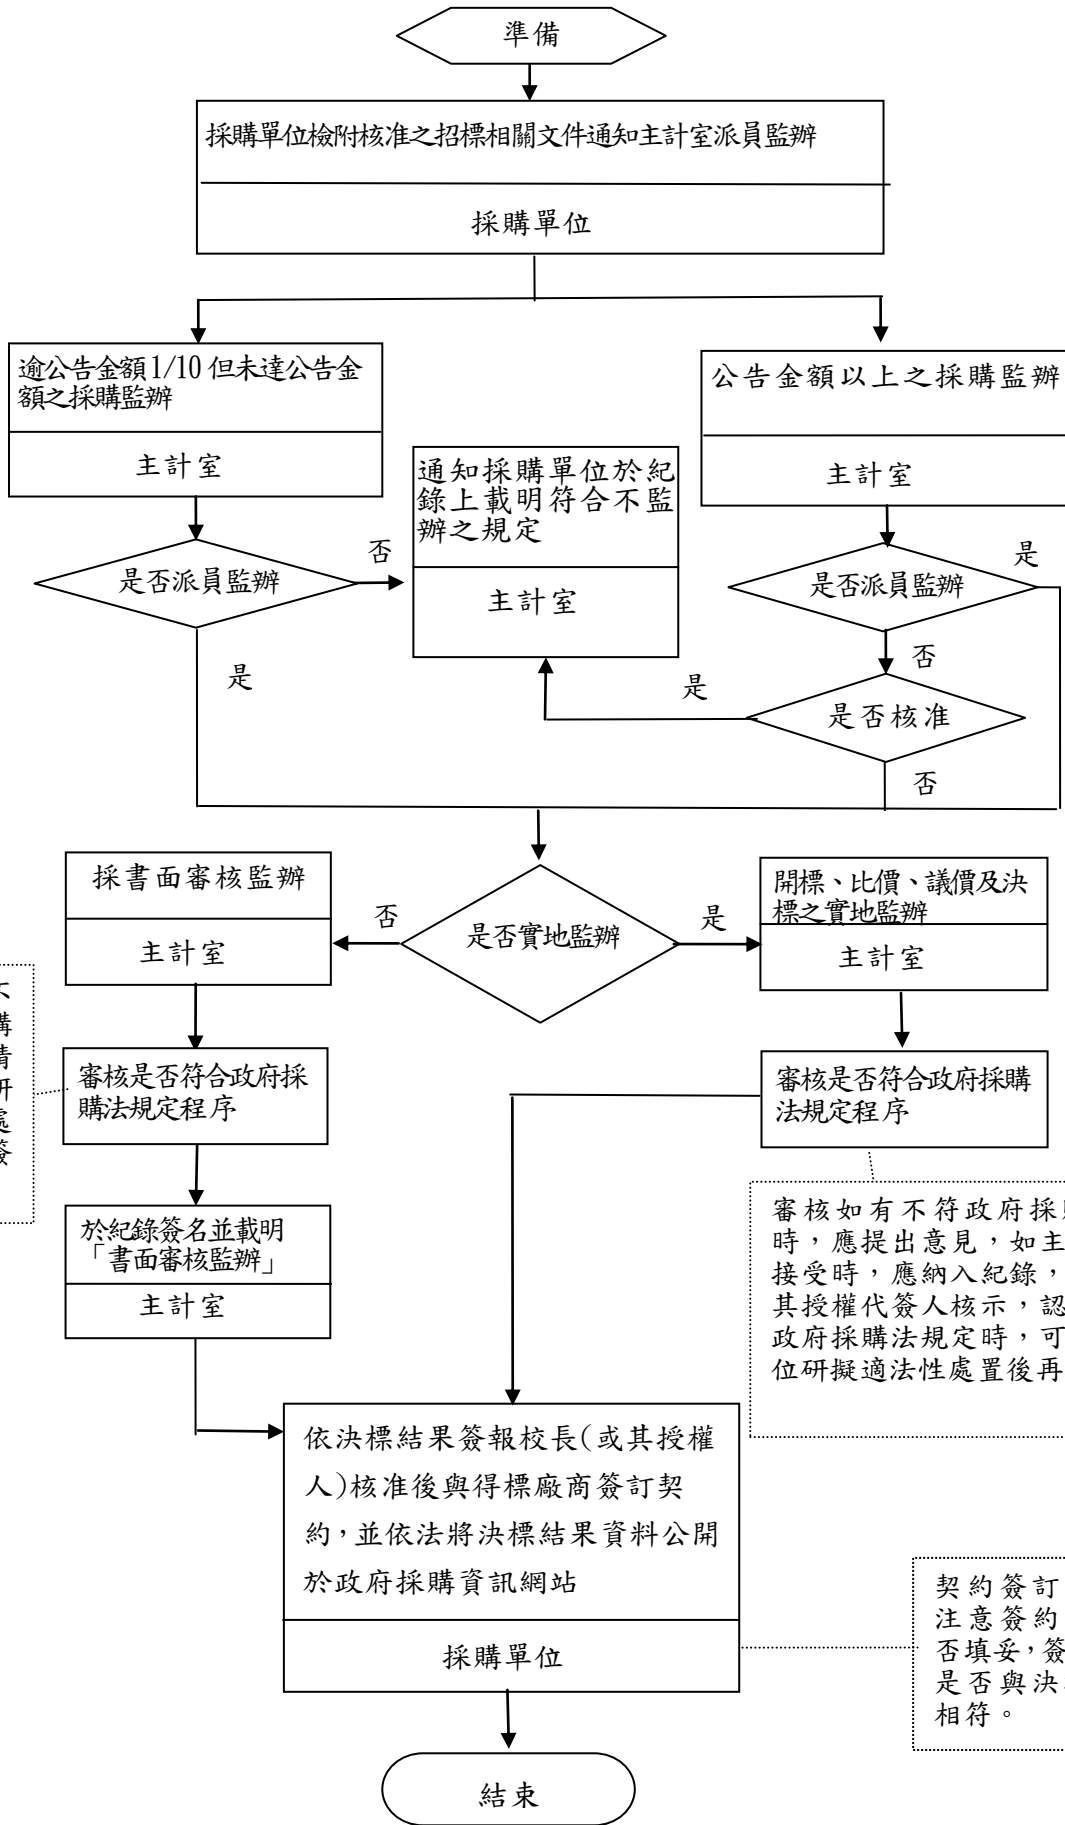 準備
採購單位檢附核准之招標相關文件通知主計室派員監辦
採購單位
逾公告金額1/10但未達公告金
額之採購監辦
主計室
公告金額以上之採購監辦
主計室
通知採購單位於紀
錄上載明符合不監
辦之規定
主計室
是否派員監辦
否
是
是否派員監辦
是
否
是否核准
是
否
採書面審核監辦
主計室
否
是否實地監辦
是
開標、比價、議價及決
標之實地監辦
主計室
購
研
處
簽
審核是否符合政府採
購法規定程序
審核是否符合政府採購
法規定程序
於紀錄簽名並載明
「書面審核監辦」
主計室
審核如有不符政府採
時，應提出意見，如主
接受時，應納入紀錄，
其授權代簽人核示，認
政府採購法規定時，可
位研擬適法性處置後再
依決標結果簽報校長(或其授權
人)核准後與得標廠商簽訂契
約，並依法將決標結果資料公開
於政府採購資訊網站
採購單位
契約簽訂
注意簽約
否填妥，簽
是否與決
相符。
結束